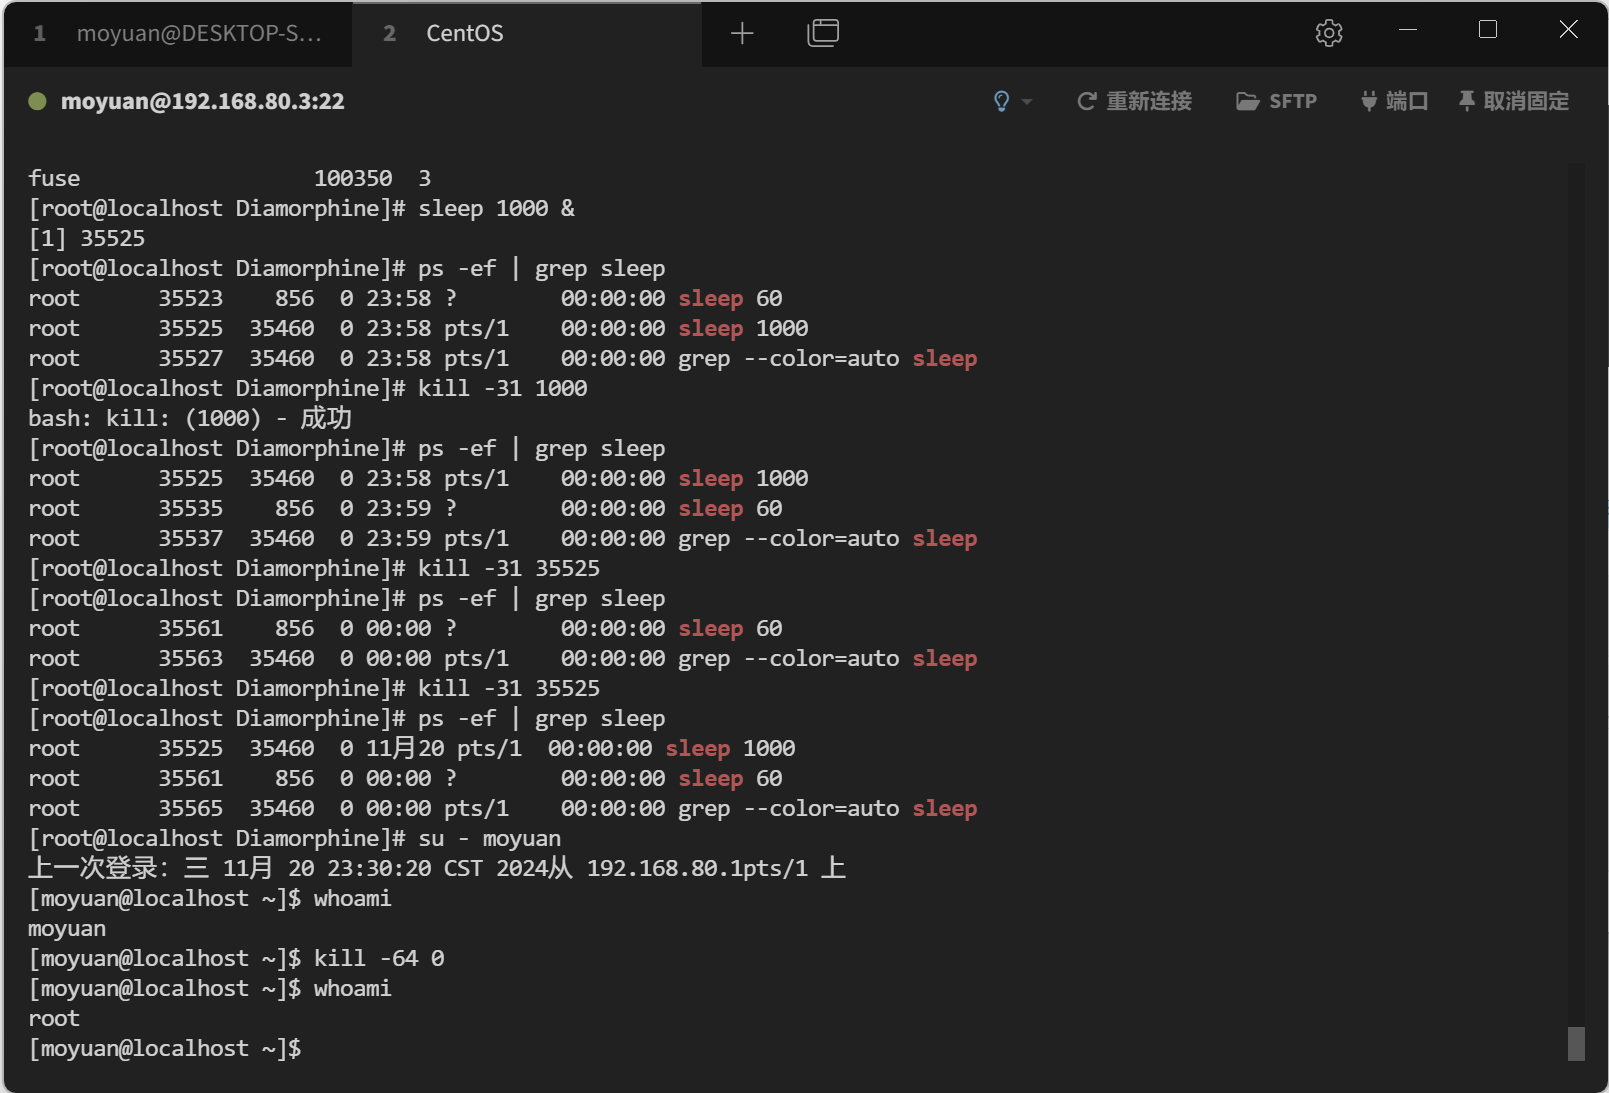 1 moyuan@DESKTOP-S... 2 CentOS
moyuan@192.168.80.3:22 重新连接 SFTP 端口 取消固定
fuse                  100350  3
[root@localhost Diamorphine]# sleep 1000 &
[1] 35525
[root@localhost Diamorphine]# ps -ef | grep sleep
root      35523    856  0 23:58 ?        00:00:00 sleep 60
root      35525  35460  0 23:58 pts/1    00:00:00 sleep 1000
root      35527  35460  0 23:58 pts/1    00:00:00 grep --color=auto sleep
[root@localhost Diamorphine]# kill -31 1000
bash: kill: (1000) - 成功
[root@localhost Diamorphine]# ps -ef | grep sleep
root      35525  35460  0 23:58 pts/1    00:00:00 sleep 1000
root      35535    856  0 23:59 ?        00:00:00 sleep 60
root      35537  35460  0 23:59 pts/1    00:00:00 grep --color=auto sleep
[root@localhost Diamorphine]# kill -31 35525
[root@localhost Diamorphine]# ps -ef | grep sleep
root      35561    856  0 00:00 ?        00:00:00 sleep 60
root      35563  35460  0 00:00 pts/1    00:00:00 grep --color=auto sleep
[root@localhost Diamorphine]# kill -31 35525
[root@localhost Diamorphine]# ps -ef | grep sleep
root      35525  35460  0 11月20 pts/1  00:00:00 sleep 1000
root      35561    856  0 00:00 ?        00:00:00 sleep 60
root      35565  35460  0 00:00 pts/1    00:00:00 grep --color=auto sleep
[root@localhost Diamorphine]# su - moyuan
上一次登录：三 11月 20 23:30:20 CST 2024从 192.168.80.1pts/1 上
[moyuan@localhost ~]$ whoami
moyuan
[moyuan@localhost ~]$ kill -64 0
[moyuan@localhost ~]$ whoami
root
[moyuan@localhost ~]$